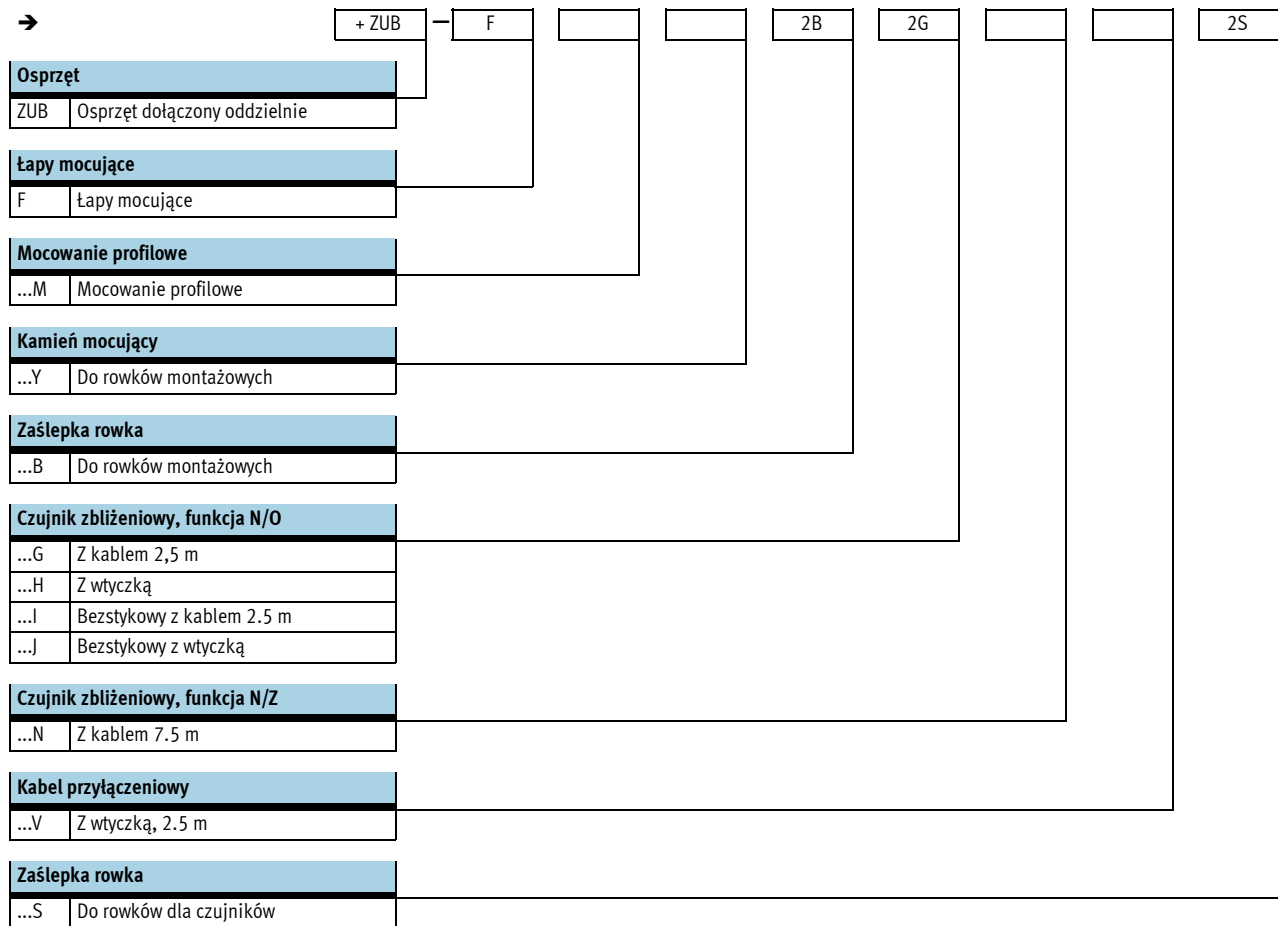 ➔ + ZUB — F 2B 2G 2S
Osprzęt
ZUB Osprzęt dołączony oddzielnie
Łapy mocujące
F Łapy mocujące
Mocowanie profilowe
...M Mocowanie profilowe
Kamień mocujący
...Y Do rowków montażowych
Zaślepka rowka
...B Do rowków montażowych
Czujnik zbliżeniowy, funkcja N/O
...G Z kablem 2,5 m
...H Z wtyczką
...I Bezstykowy z kablem 2.5 m
...J Bezstykowy z wtyczką
Czujnik zbliżeniowy, funkcja N/Z
...N Z kablem 7.5 m
Kabel przyłączeniowy
...V Z wtyczką, 2.5 m
Zaślepka rowka
...S Do rowków dla czujników